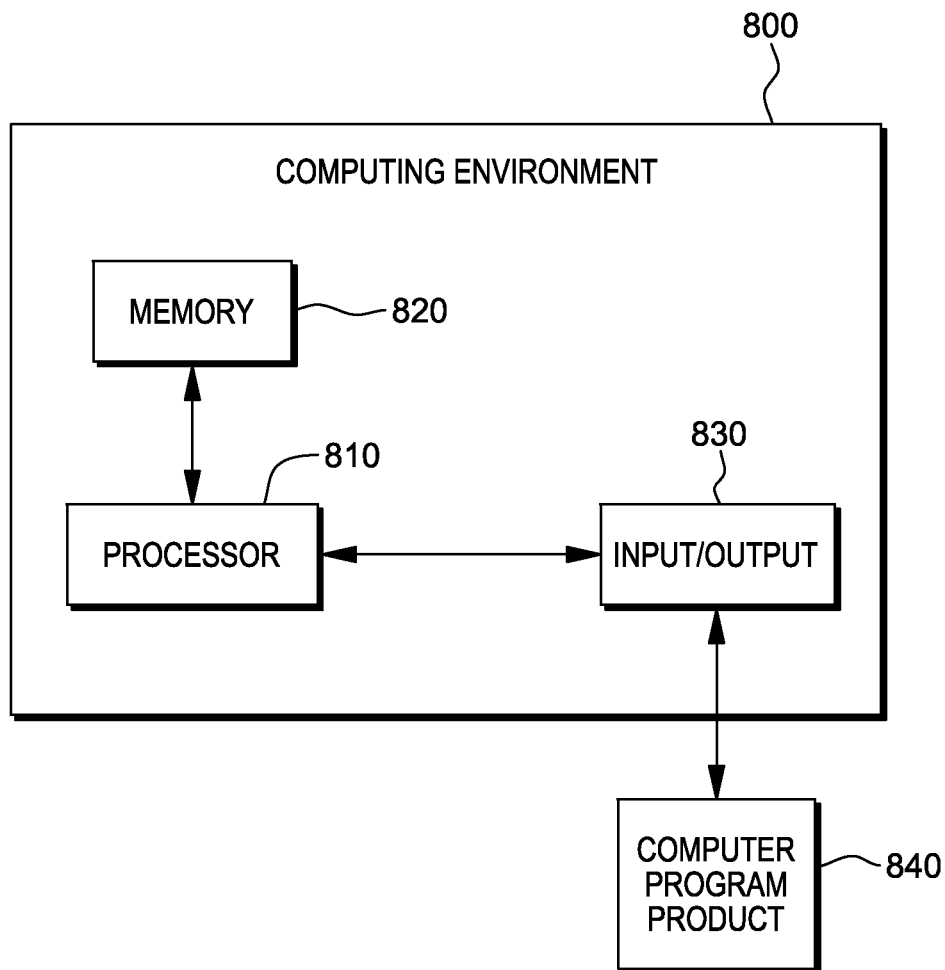 800
COMPUTING ENVIRONMENT
MEMORY
820
810
830
PROCESSOR
INPUT/OUTPUT
COMPUTER
PROGRAM
PRODUCT
840